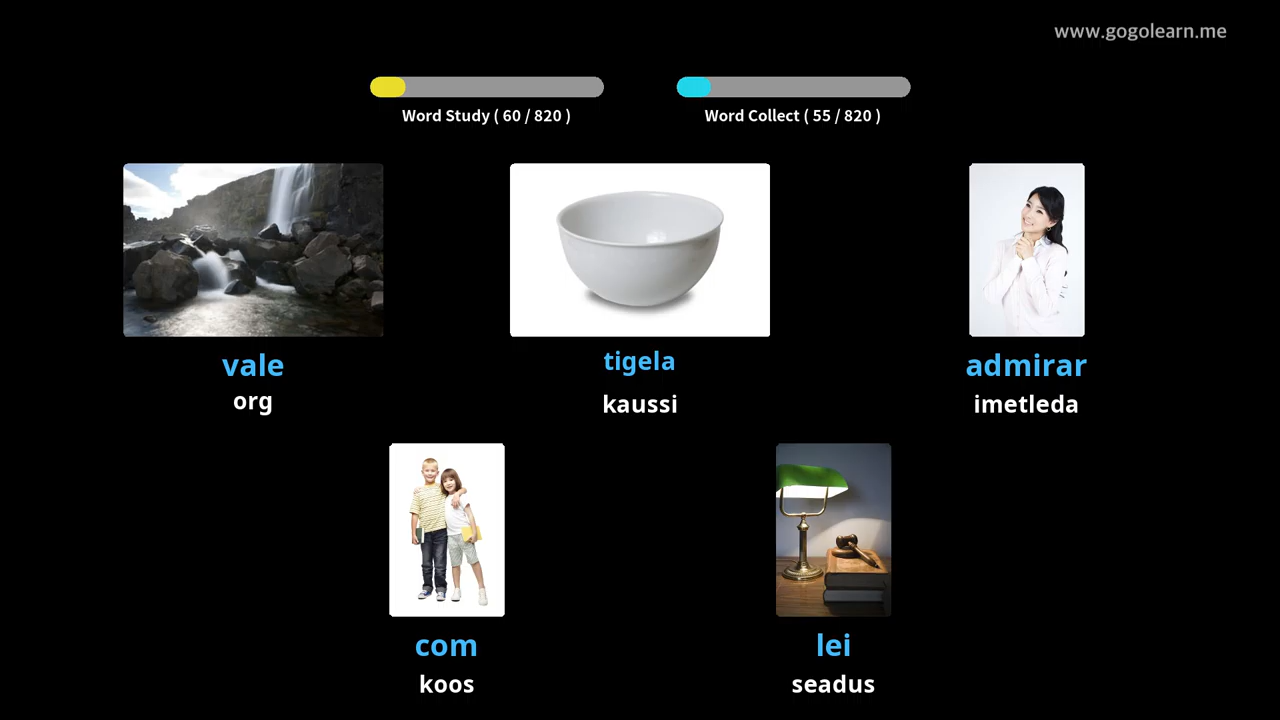 www.gogolearn.me
Word Study ( 60 / 820 )
Word Collect ( 55 / 820 )
vale
org
tigela
kaussi
admirar
imetleda
com
koos
lei
seadus